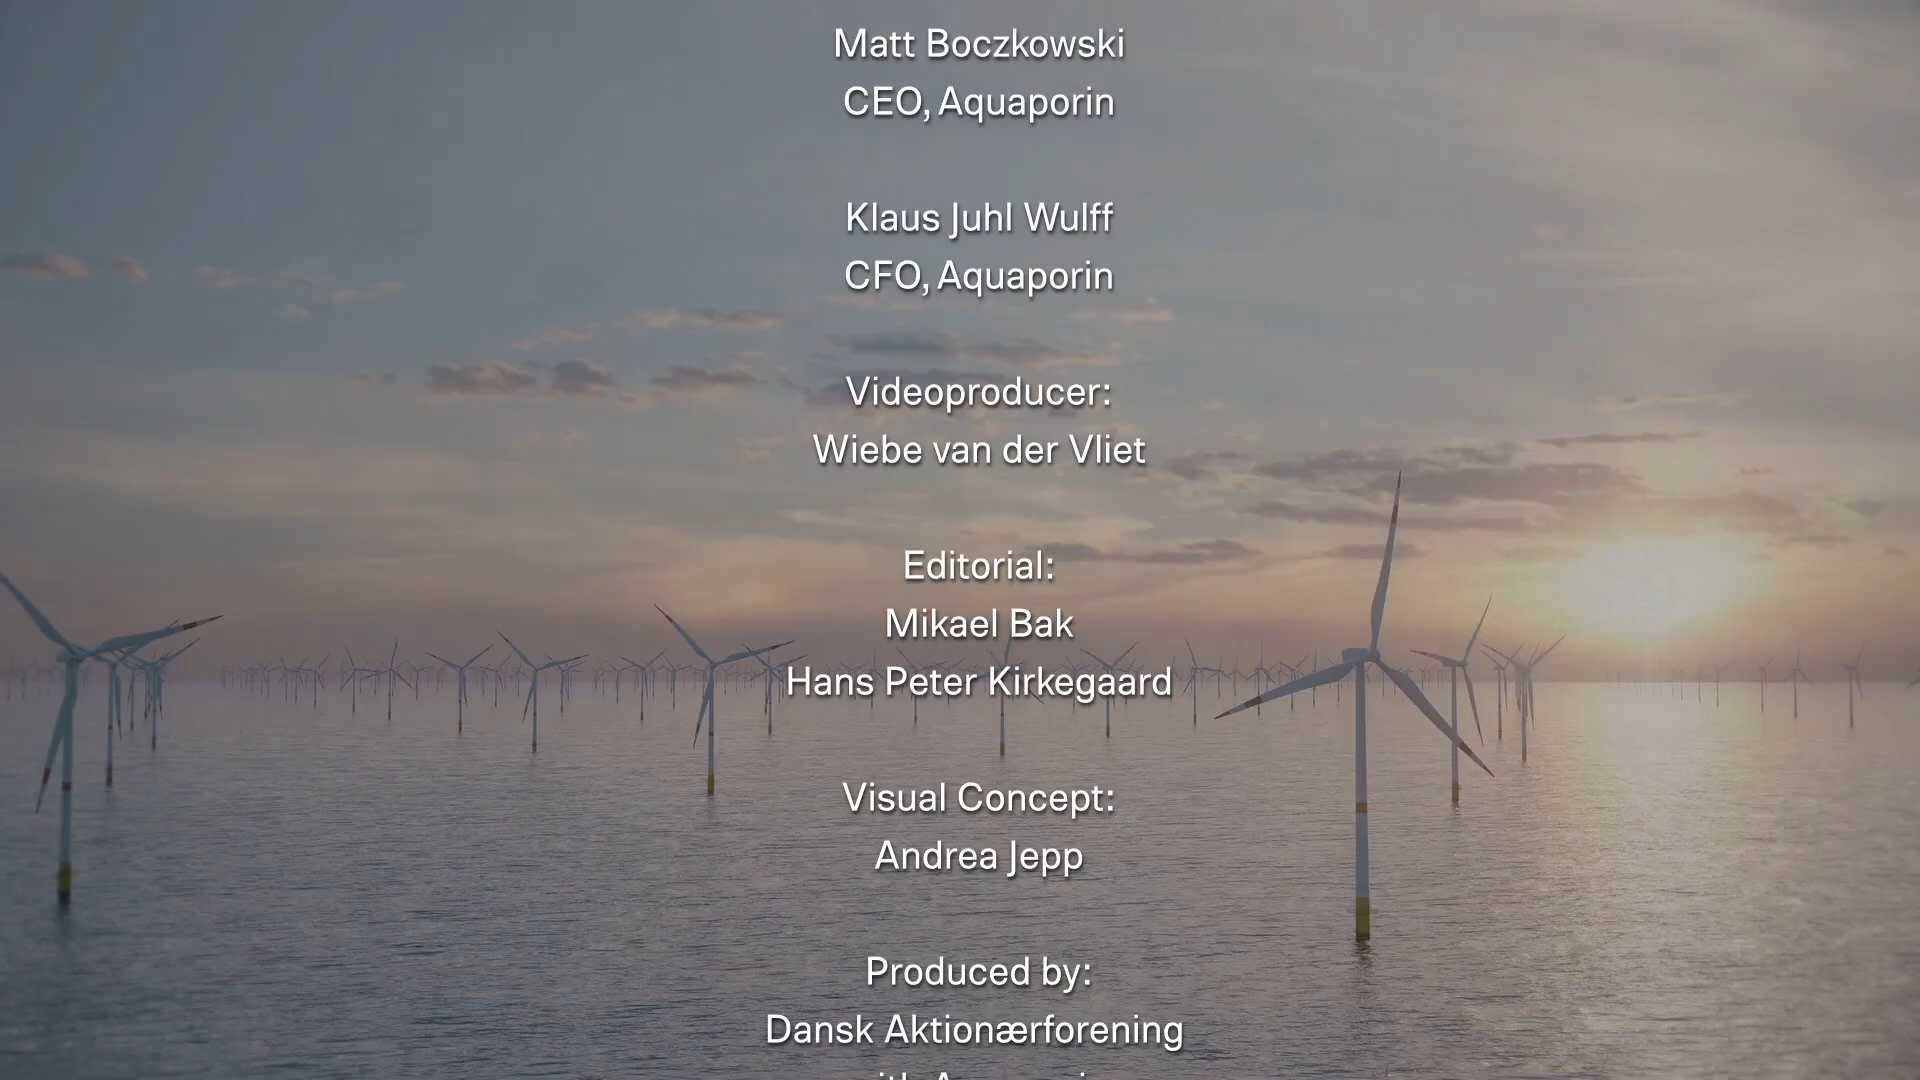 Matt Boczkowski
CEO, Aquaporin
Klaus Juhl Wulff
CFO, Aquaporin
Videoproducer:
Wiebe van der Vliet
Editorial:
Mikael Bak
Hans Peter Kirkegaard
Visual Concept:
Andrea Jepp
Produced by:
Dansk Aktionærforening